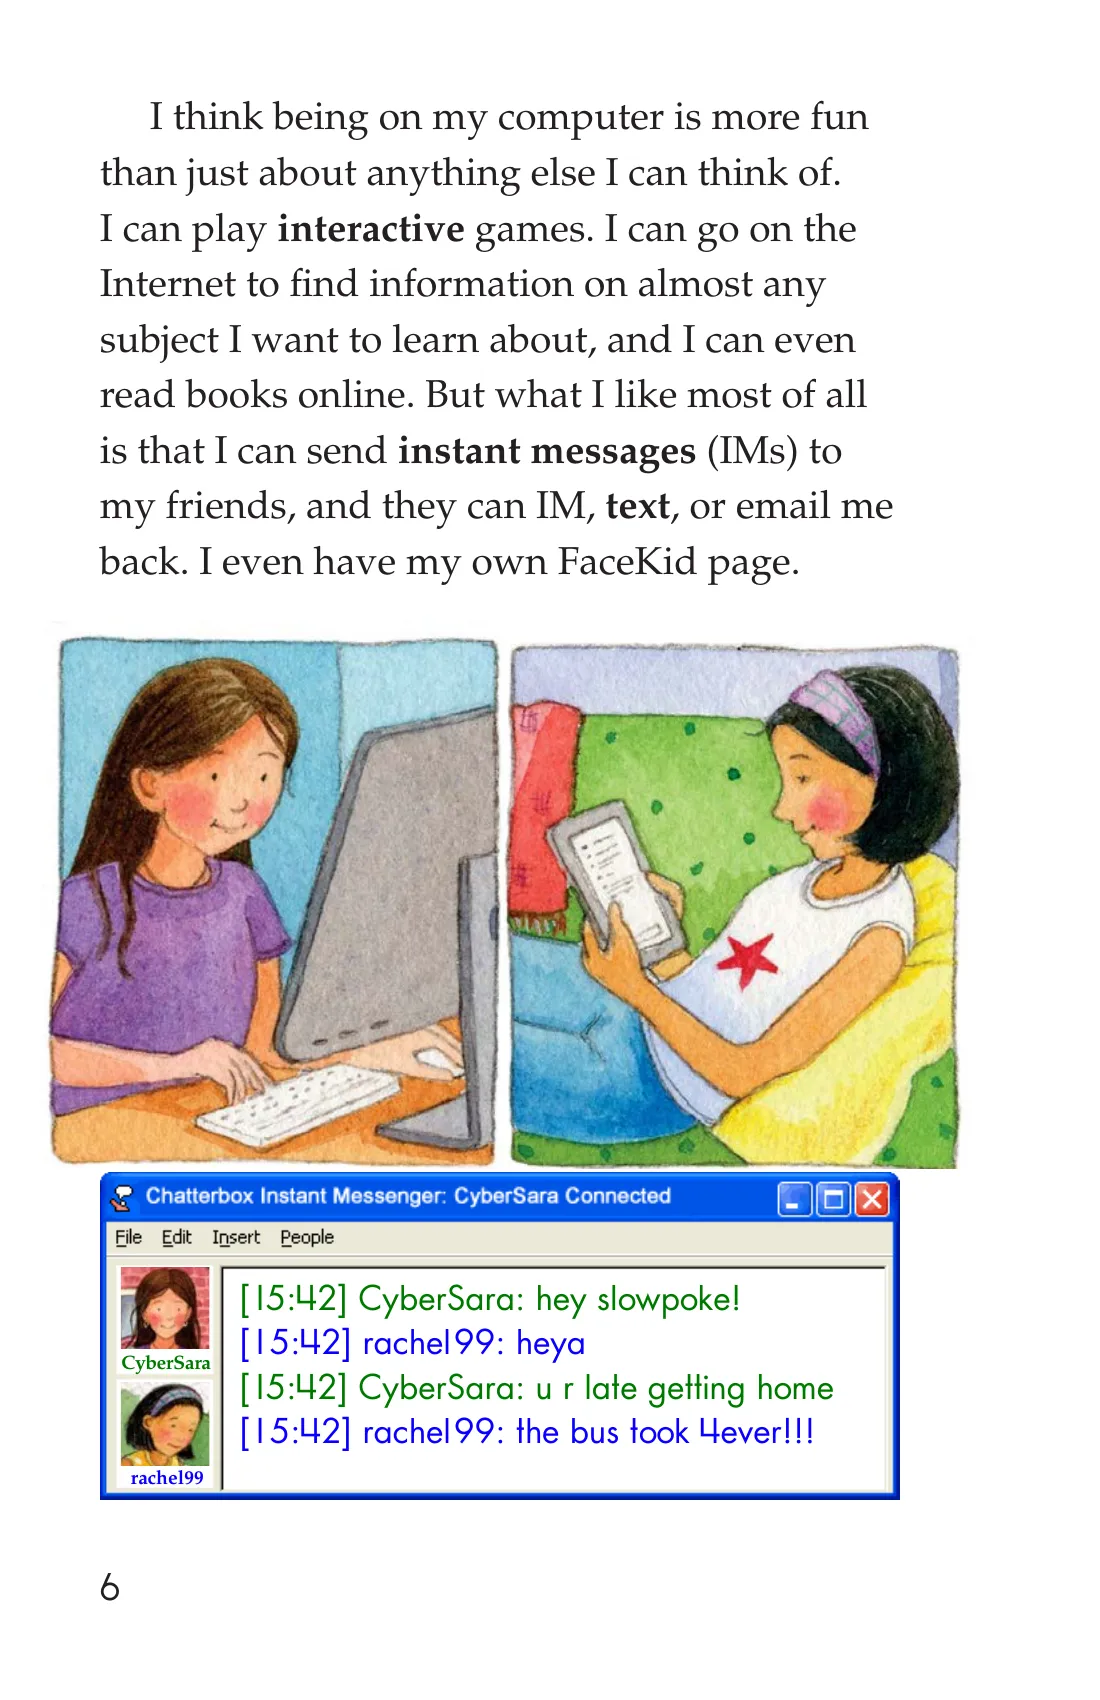 I think being on my computer is more fun
than just about anything else I can think of.
I can play interactive games. I can go on the
Internet to find information on almost any
subject I want to learn about, and I can even
read books online. But what I like most of all
is that I can send instant messages (IMs) to
my friends, and they can IM, text, or email me
back. I even have my own FaceKid page.
Chatterbox Instant Messenger: CyberSara Connected
File Edit Insert People
CyberSara
rachel99
[15:42] CyberSara: hey slowpoke!
[15:42] rachel99: heya
[15:42] CyberSara: u r late getting home
[15:42] rachel99: the bus took 4ever!!!
6